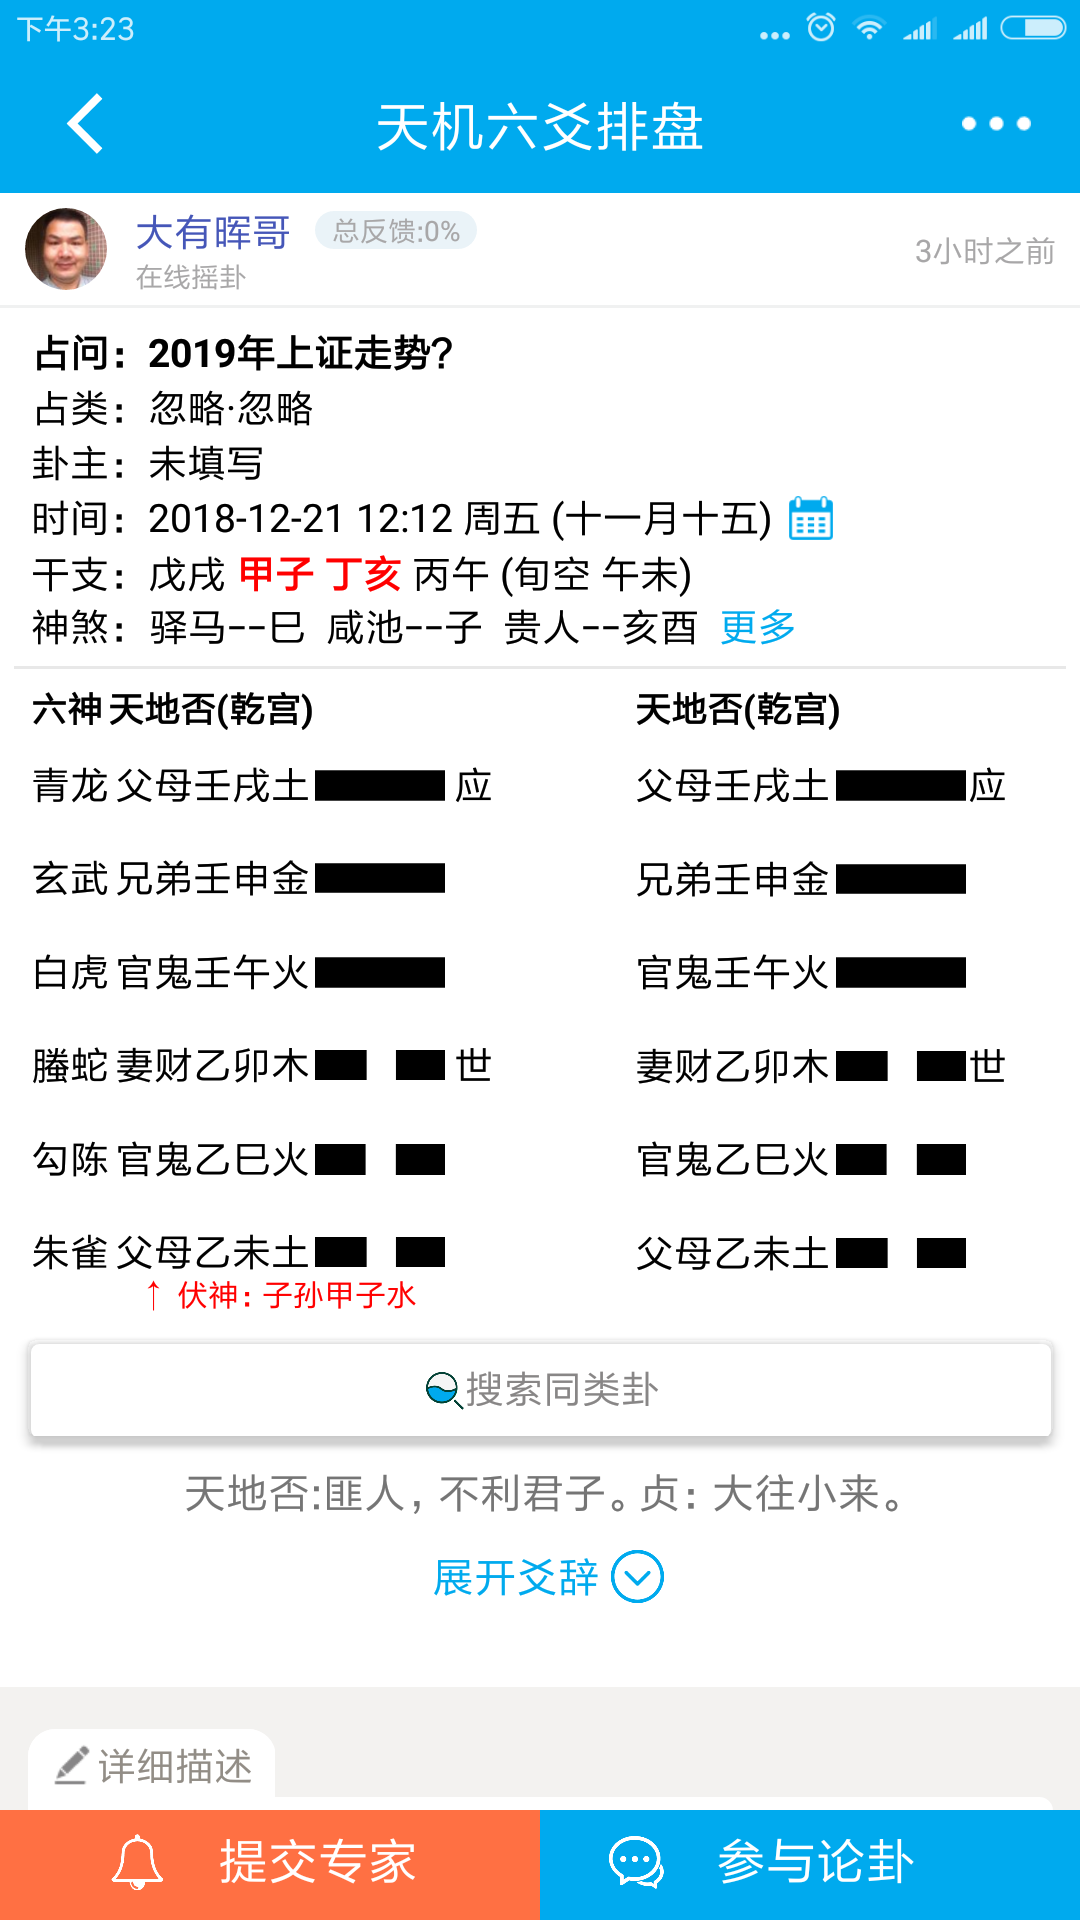 下午3:23
天机六爻排盘
大有晖哥 总反馈:0%
在线摇卦
3小时之前
占问：2019年上证走势？
占类：忽略·忽略
卦主：未填写
时间：2018-12-21 12:12 周五 (十一月十五)
干支：戊戌 甲子 丁亥 丙午 (旬空 午未)
神煞：驿马--巳 咸池--子 贵人--亥酉 更多
六神 天地否(乾宫) 天地否(乾宫)
青龙 父母壬戌土 应 父母壬戌土 应
玄武 兄弟壬申金 兄弟壬申金
白虎 官鬼壬午火 官鬼壬午火
螣蛇 妻财乙卯木 世 妻财乙卯木 世
勾陈 官鬼乙巳火 官鬼乙巳火
朱雀 父母乙未土 父母乙未土
↑ 伏神：子孙甲子水
搜索同类卦
天地否:匪人，不利君子。贞：大往小来。
展开爻辞
详细描述
提交专家 参与论卦